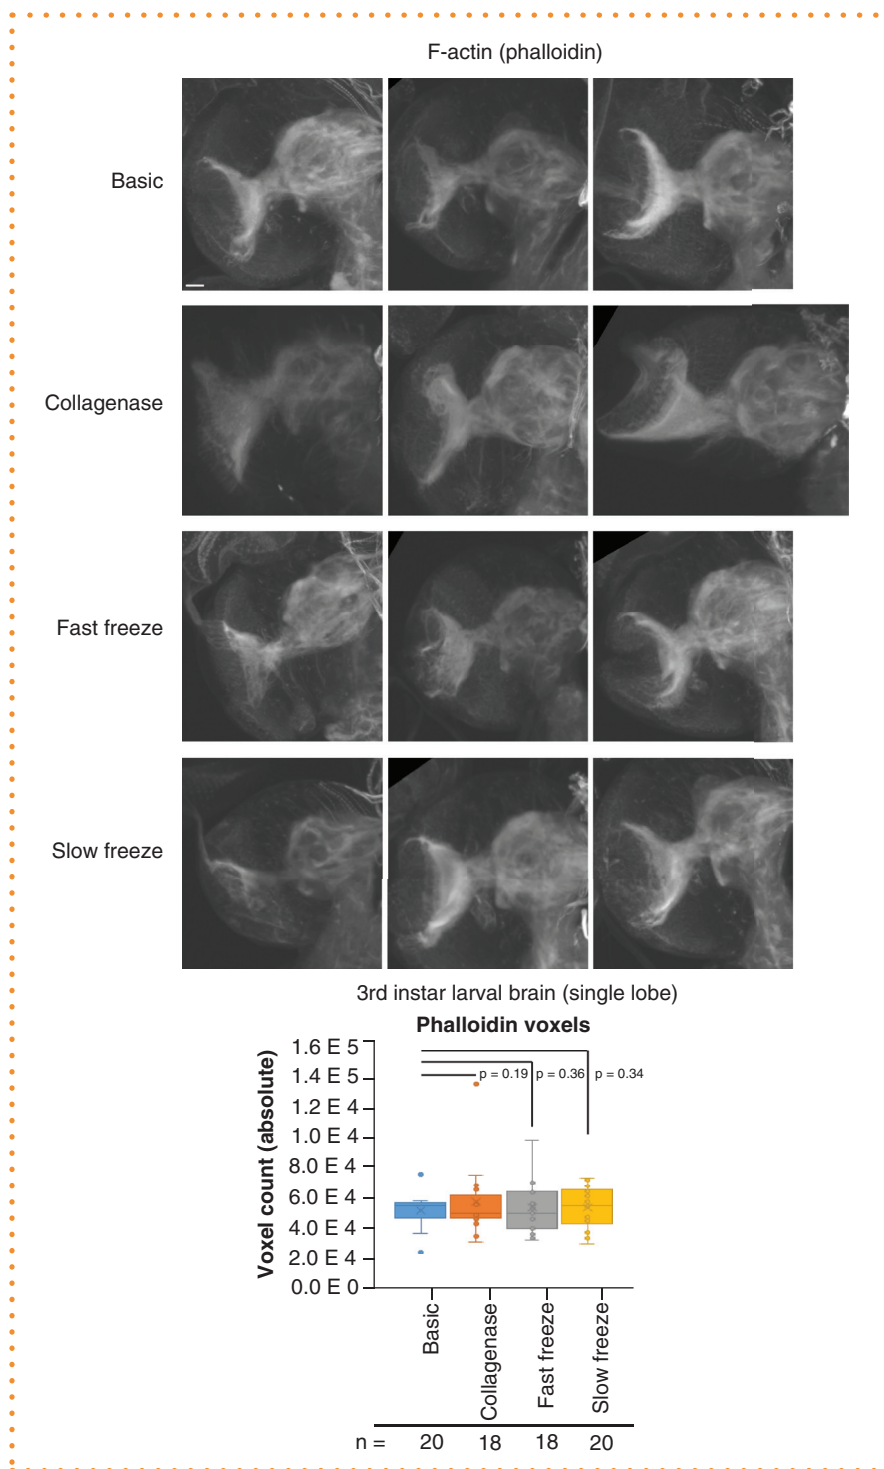 F-actin (phalloidin)
Basic
Collagenase
Fast freeze
Slow freeze
3rd instar larval brain (single lobe)
Phalloidin voxels
Voxel count (absolute)
1.6 E 5
1.4 E 5
1.2 E 4
1.0 E 4
8.0 E 4
6.0 E 4
4.0 E 4
2.0 E 4
0.0 E 0
p = 0.19 p = 0.36 p = 0.34
Basic
Collagenase
Fast freeze
Slow freeze
n = 20 18 18 20